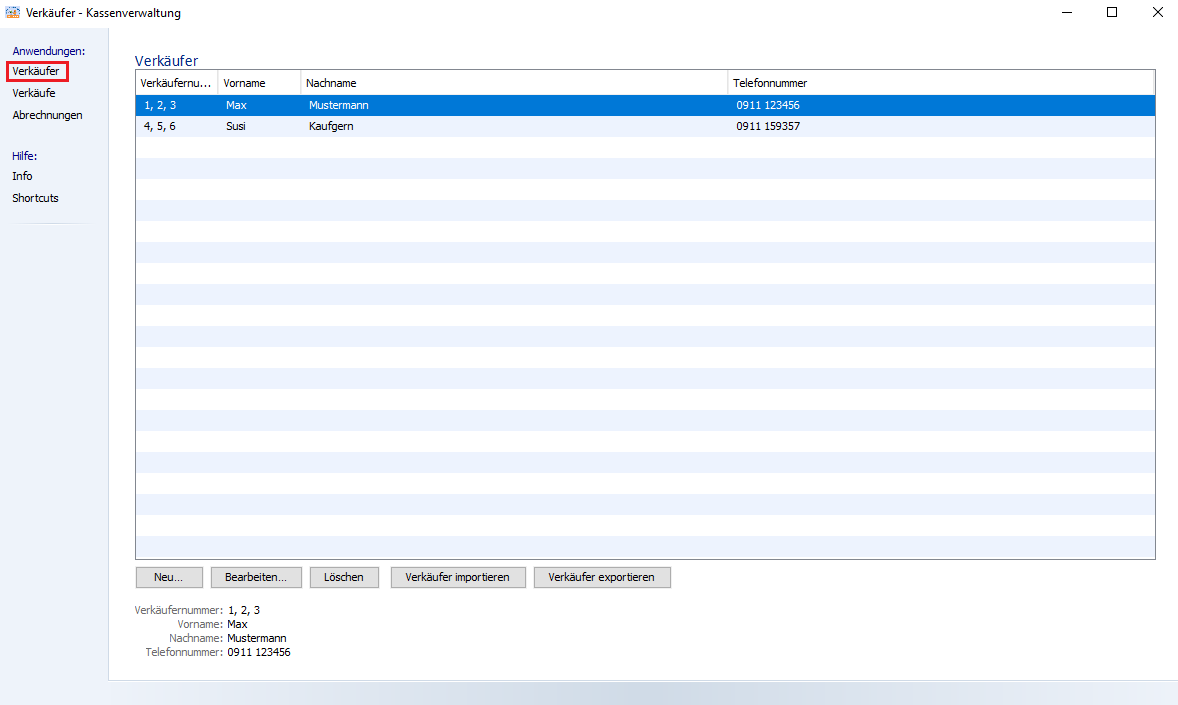 Verkäufer - Kassenverwaltung
Anwendungen:
Verkäufer
Verkäufe
Abrechnungen
Hilfe:
Info
Shortcuts
Verkäufer
Verkäufernu... Vorname Nachname Telefonnummer
1, 2, 3 Max Mustermann 0911 123456
4, 5, 6 Susi Kaufgern 0911 159357
Neu... Bearbeiten... Löschen Verkäufer importieren Verkäufer exportieren
Verkäufernummer: 1, 2, 3
Vorname: Max
Nachname: Mustermann
Telefonnummer: 0911 123456